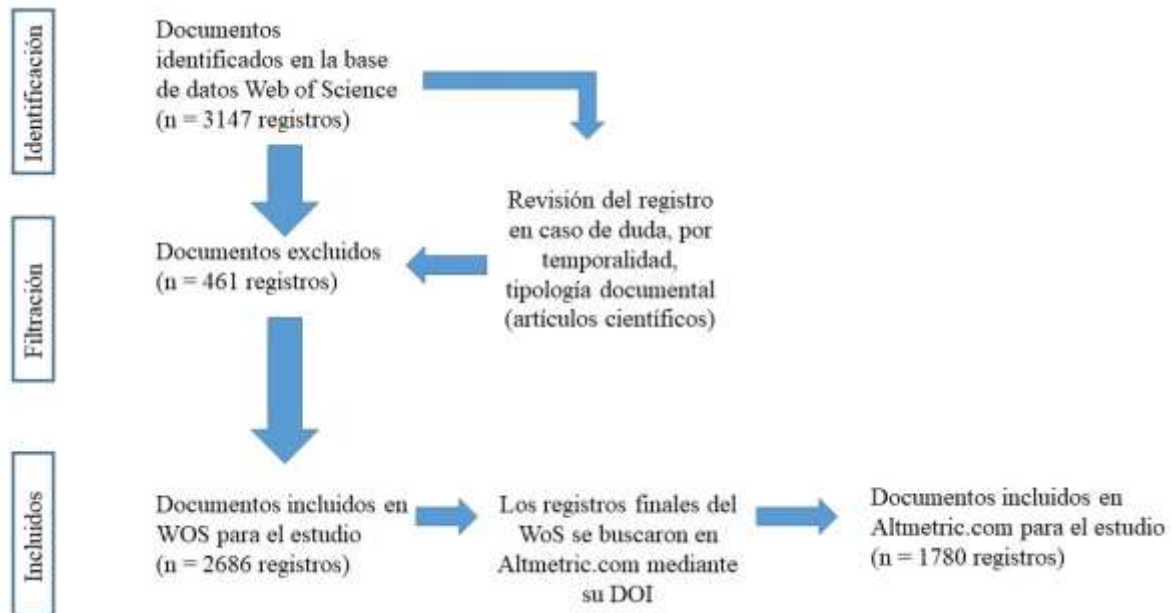 Identificación
Documentos
identificados en la base
de datos Web of Science
(n = 3147 registros)
Filtración
Documentos excluidos
(n = 461 registros)
Revisión del registro
en caso de duda, por
temporalidad,
tipología documental
(artículos científicos)
Incluidos
Documentos incluidos en
WOS para el estudio
(n = 2686 registros)
Los registros finales del
WoS se buscaron en
Altmetric.com mediante
su DOI
Documentos incluidos en
Altmetric.com para el estudio
(n = 1780 registros)